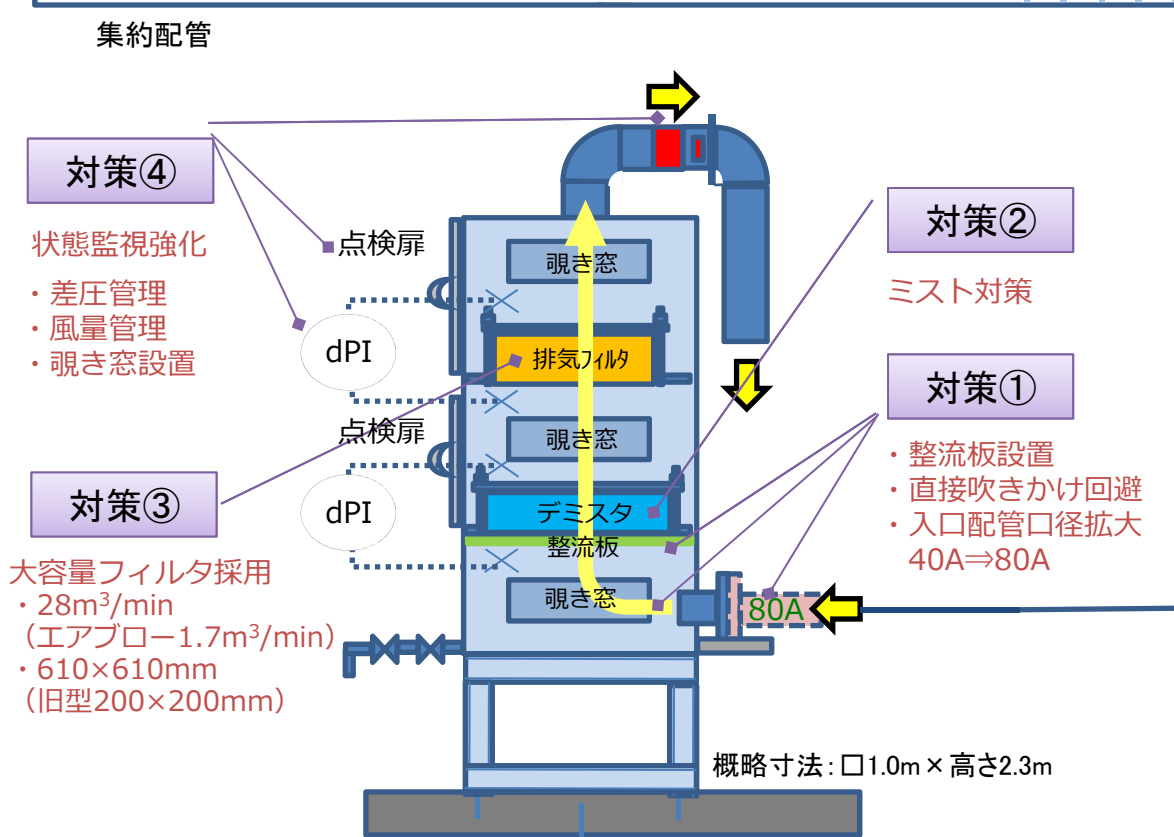 集約配管
対策④
状態監視強化
・差圧管理
・風量管理
・覗き窓設置
点検扉
dPI
点検扉
dPI
対策③
大容量フィルタ採用
・28m³/min
（エアブロー1.7m³/min）
・610×610mm
（旧型200×200mm）
覗き窓
排気フィルタ
覗き窓
デミスタ
整流板
覗き窓
80A
対策②
ミスト対策
対策①
・整流板設置
・直接吹きかけ回避
・入口配管口径拡大
40A⇒80A
概略寸法：□1.0m×高さ2.3m